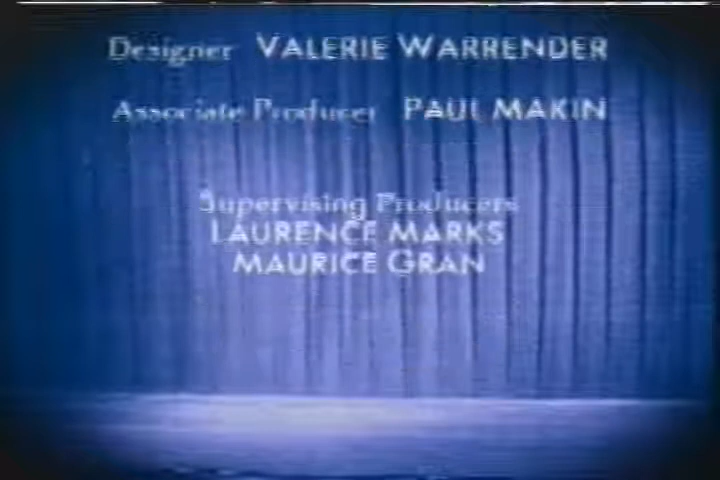 Designer VALERIE WARRENDER
Associate Producer PAUL MAKIN
Supervising Producers
LAURENCE MARKS
MAURICE GRAN